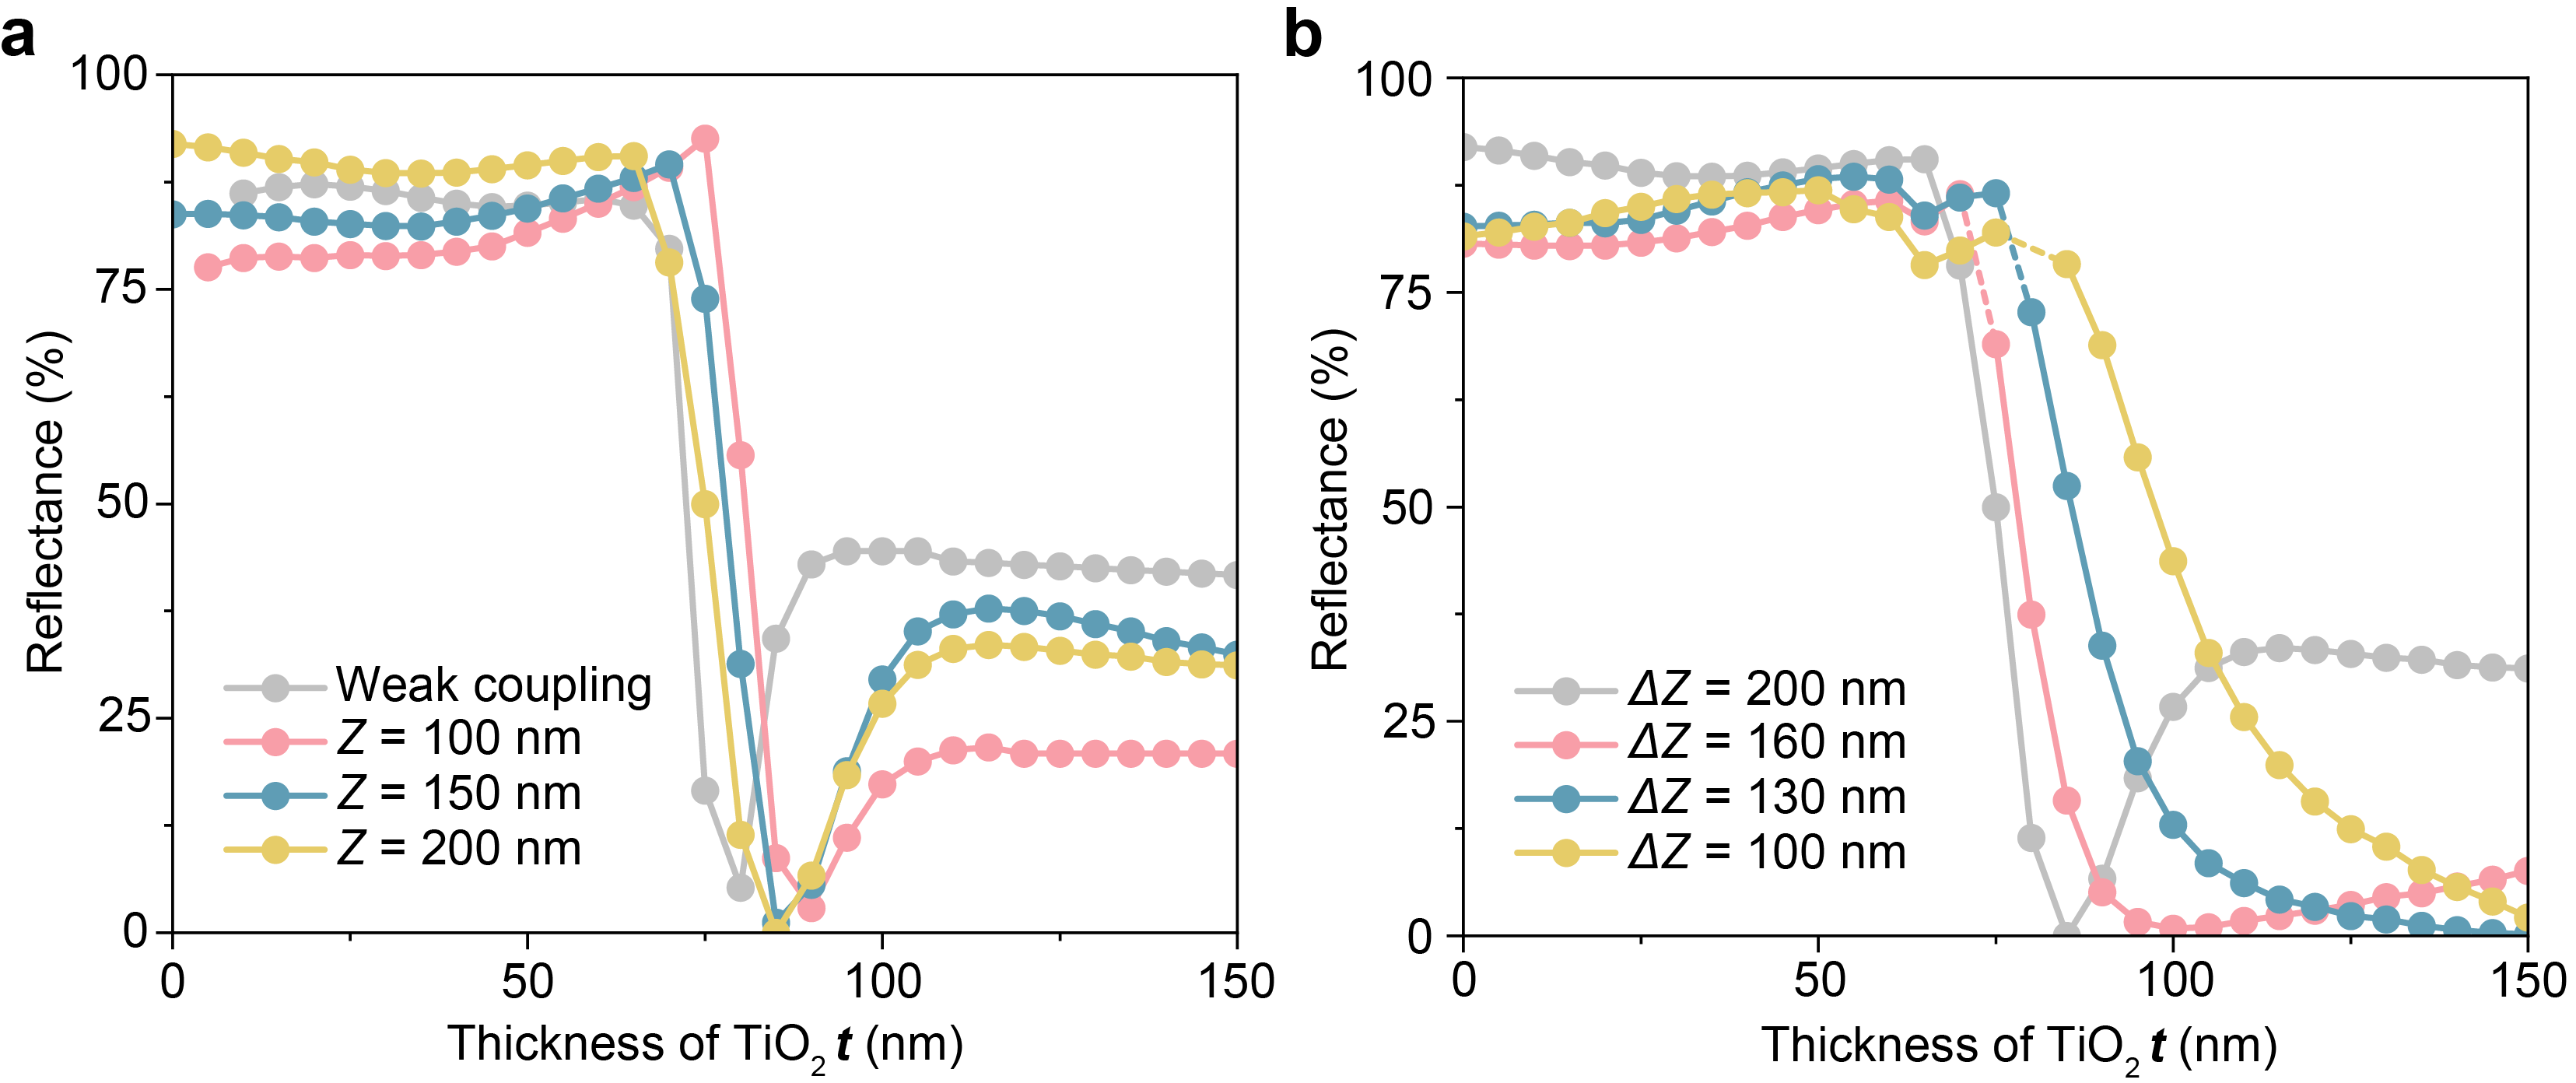 a
100
75
50
25
0
0 50 100 150
Reflectance (%)
Thickness of TiO2 t (nm)
Weak coupling
Z = 100 nm
Z = 150 nm
Z = 200 nm
b
100
75
50
25
0
0 50 100 150
Reflectance (%)
Thickness of TiO2 t (nm)
ΔZ = 200 nm
ΔZ = 160 nm
ΔZ = 130 nm
ΔZ = 100 nm